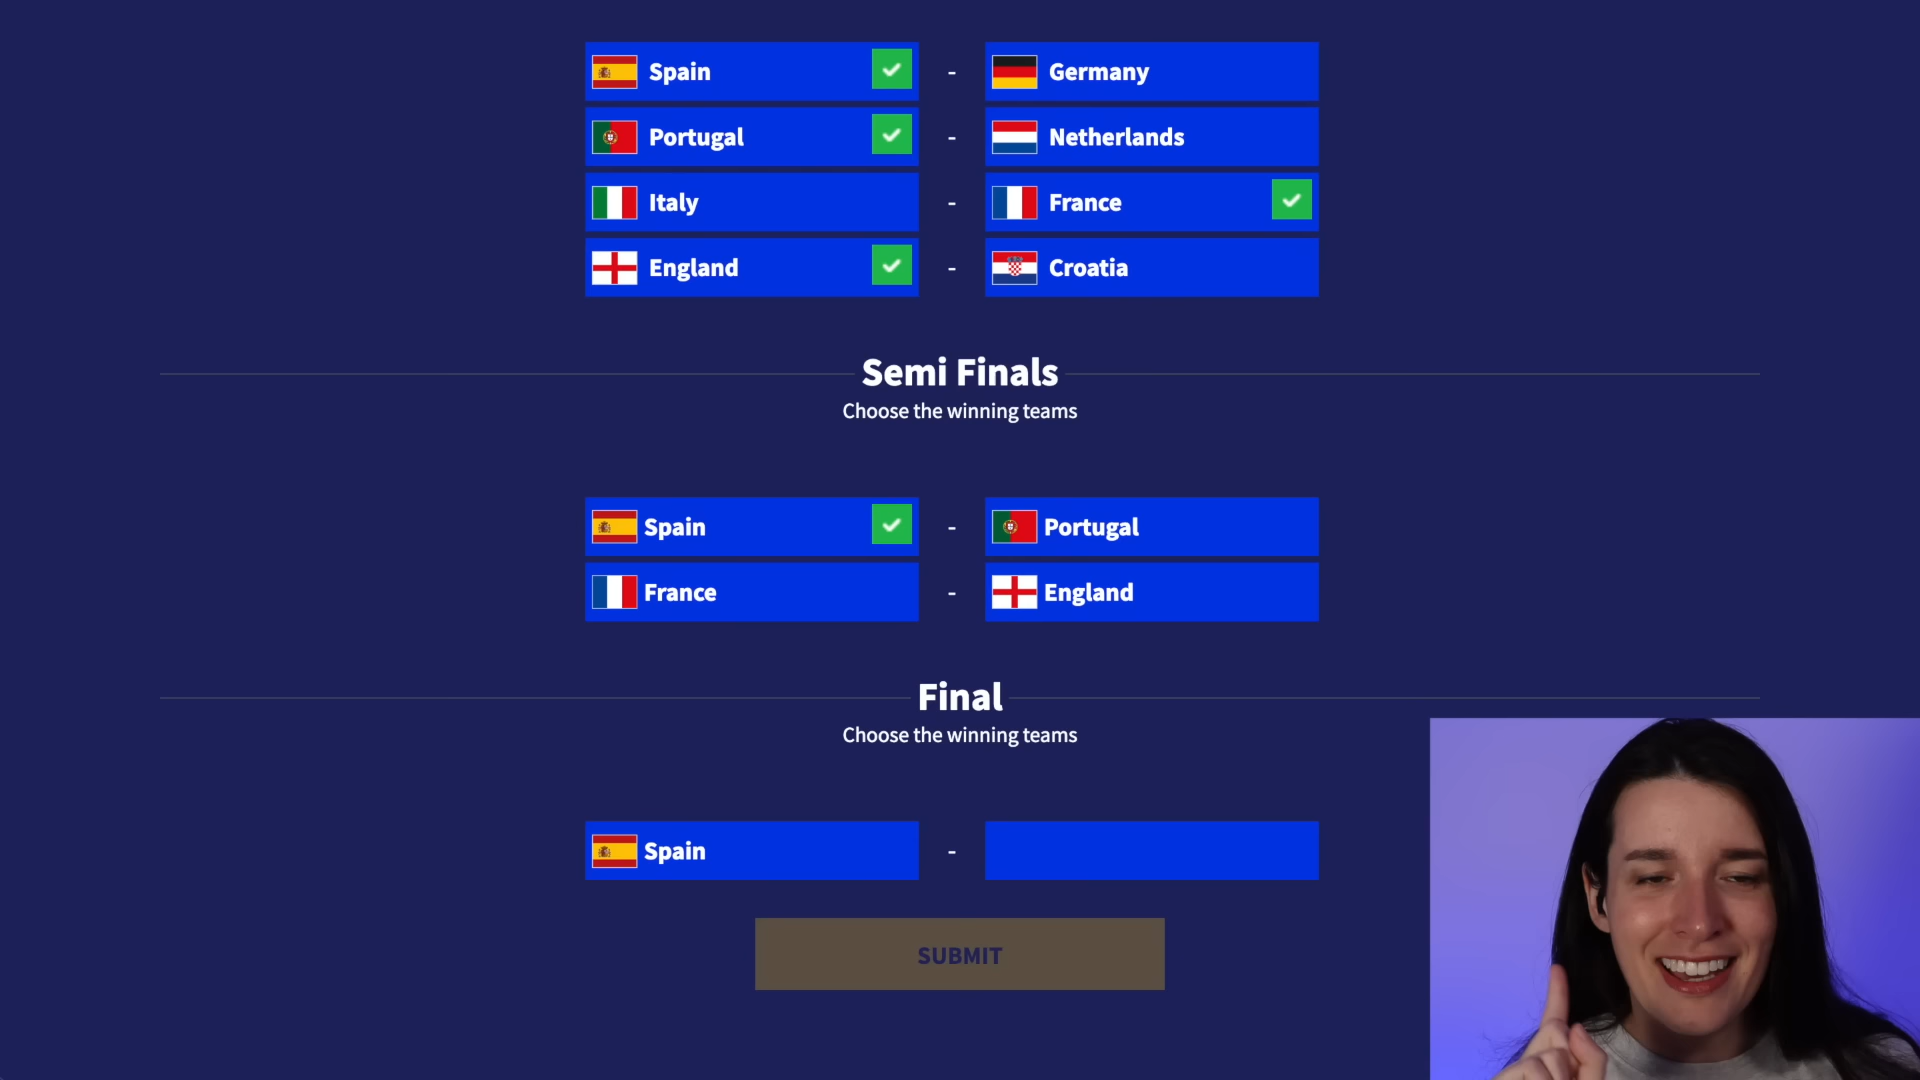 Spain - Germany
Portugal - Netherlands
Italy - France
England - Croatia
Semi Finals
Choose the winning teams
Spain - Portugal
France - England
Final
Choose the winning teams
Spain -
SUBMIT